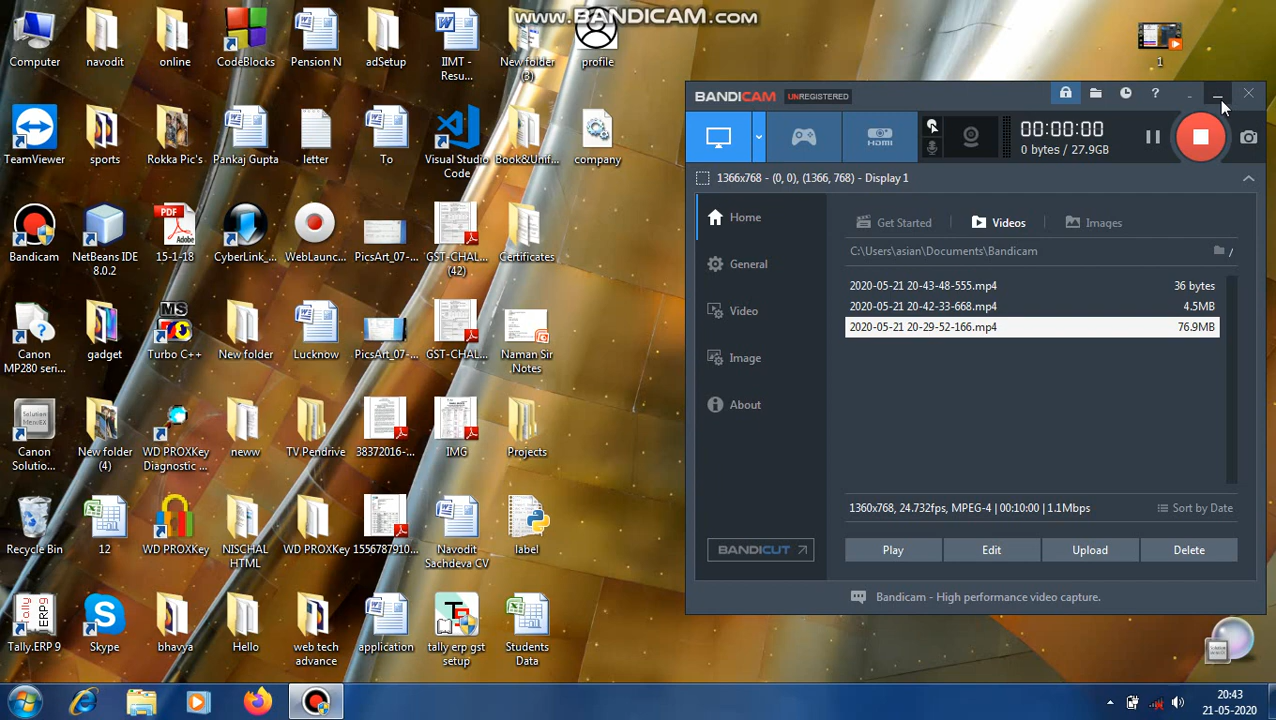 www.BANDICAM.com
Computer
navodit
online
CodeBlocks
Pension N
adSetup
IIMT - Resu...
New folder (3)
profile
1
TeamViewer
sports
Rokka Pic's
Pankaj Gupta
letter
To
Visual Studio Code
Book&Unif...
company
Bandicam
NetBeans IDE 8.0.2
15-1-18
CyberLink_...
WebLaunc...
PicsArt_07-...
GST-CHAL... (42)
Certificates
Canon MP280 seri...
gadget
Turbo C++
New folder
Lucknow
PicsArt_07-...
GST-CHAL...
Naman Sir Notes
Canon Solutio...
New folder (4)
WD PROXKey Diagnostic ...
neww
TV Pendrive
38372016-...
IMG
Projects
Recycle Bin
12
WD PROXKey
NISCHAL HTML
WD PROXKey
1556787910...
Navodit Sachdeva CV
label
Tally.ERP 9
Skype
bhavya
Hello
web tech advance
application
tally erp gst setup
Students Data
BANDICAM UNREGISTERED
00:00:00
0 bytes / 27.9GB
1366x768 - (0, 0), (1366, 768) - Display 1
Home
General
Video
Image
About
BANDICUT
Started
Videos
Images
C:\Users\asian\Documents\Bandicam
2020-05-21 20-43-48-555.mp4 36 bytes
2020-05-21 20-42-33-668.mp4 4.5MB
2020-05-21 20-29-52-166.mp4 76.9MB
MPEG-4 | 00:10:00 | 1.1Mbps
Sort by
Play
Edit
Upload
Delete
Bandicam - High performance video capture.
20:43
21-05-2020